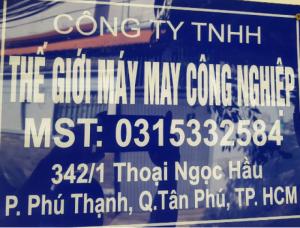 CÔNG TY TNHH
THẾ GIỚI MÁY MAY CÔNG NGHIỆP
MST: 0315332584
342/1 Thoại Ngọc Hầu
P. Phú Thạnh, Q.Tân Phú, TP. HCM